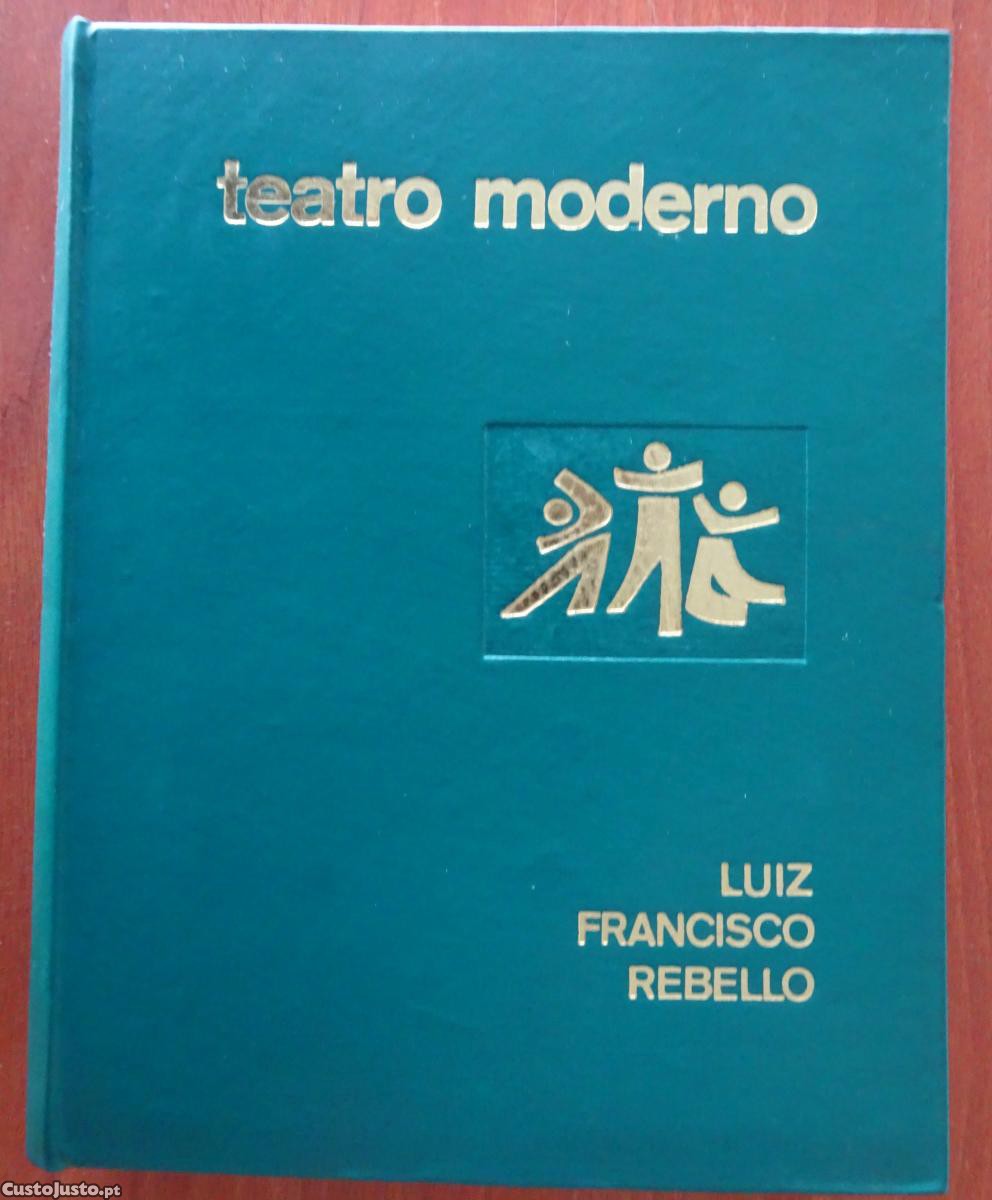 teatro moderno
LUIZ
FRANCISCO
REBELLO
CustoJusto.pt